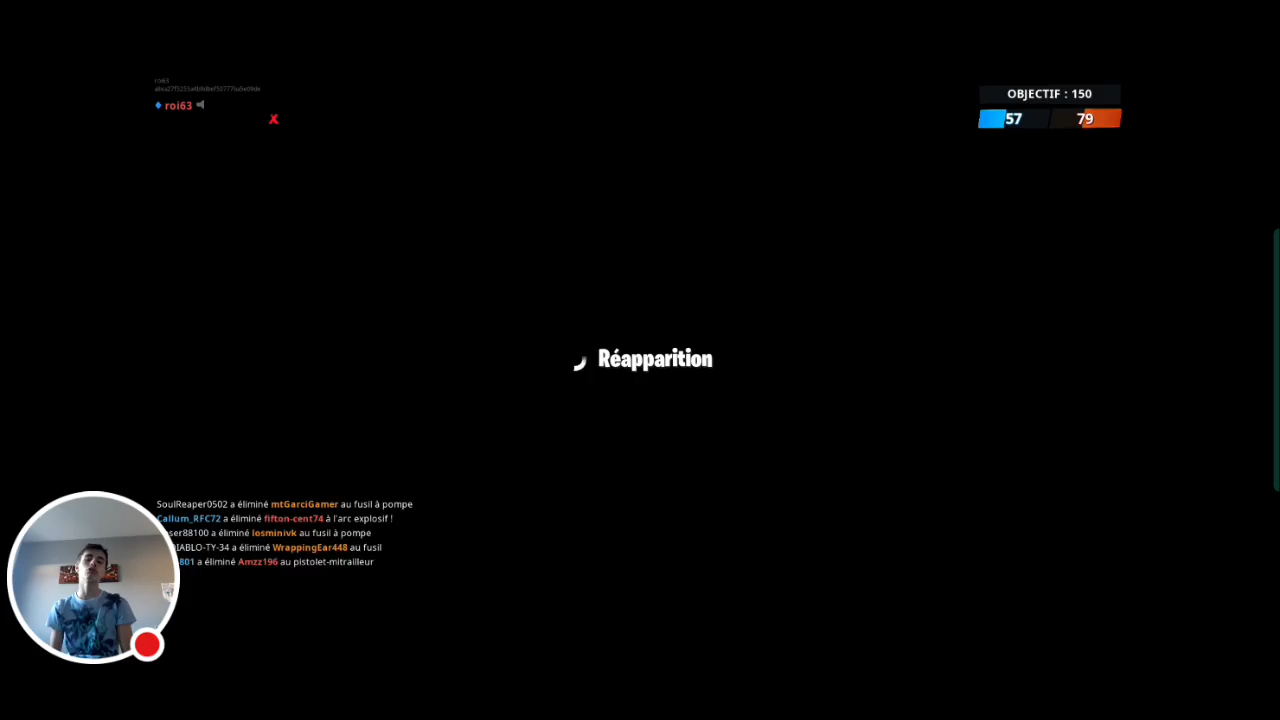 roi63
roi63
OBJECTIF : 150
57 79
Réapparition
SoulReaper0502 a éliminé mtGarciGamer au fusil à pompe
Callum_RFC72 a éliminé fifton-cent74 à l'arc explosif !
ser88100 a éliminé losminivk au fusil à pompe
IABLO-TY-34 a éliminé WrappingEar448 au fusil
801 a éliminé Amzz196 au pistolet-mitrailleur